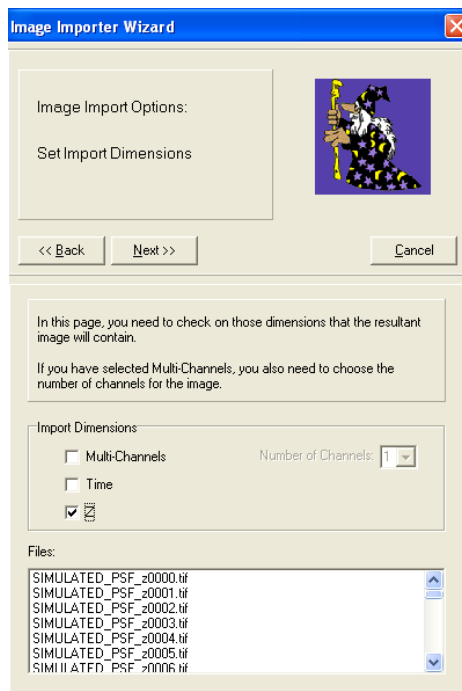 Image Importer Wizard
Image Import Options:
Set Import Dimensions
<< Back
Next >>
Cancel
In this page, you need to check on those dimensions that the resultant
image will contain.
If you have selected Multi-Channels, you also need to choose the
number of channels for the image.
Import Dimensions
Multi-Channels
Number of Channels: 1
Time
Z
Files:
SIMULATED_PSF_z0000.tif
SIMULATED_PSF_z0001.tif
SIMULATED_PSF_z0002.tif
SIMULATED_PSF_z0003.tif
SIMULATED_PSF_z0004.tif
SIMULATED_PSF_z0005.tif
SIMULATED_PSF_z0006.tif